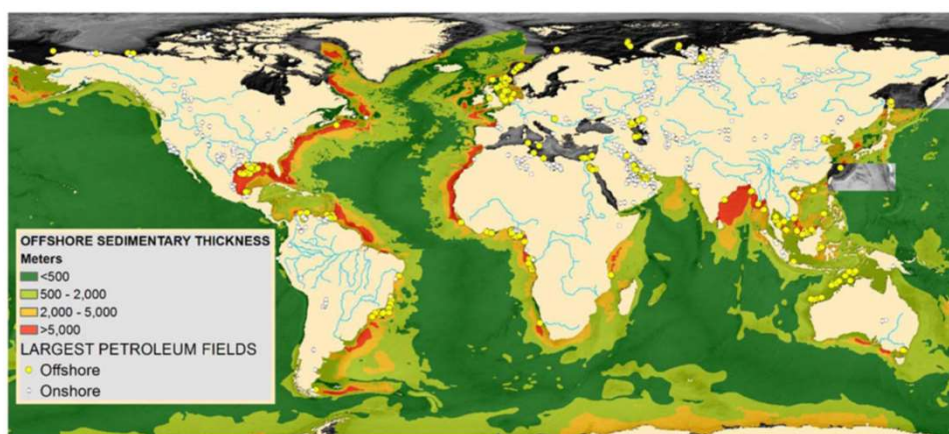 OFFSHORE SEDIMENTARY THICKNESS
Meters
<500
500 - 2,000
2,000 - 5,000
>5,000
LARGEST PETROLEUM FIELDS
Offshore
Onshore